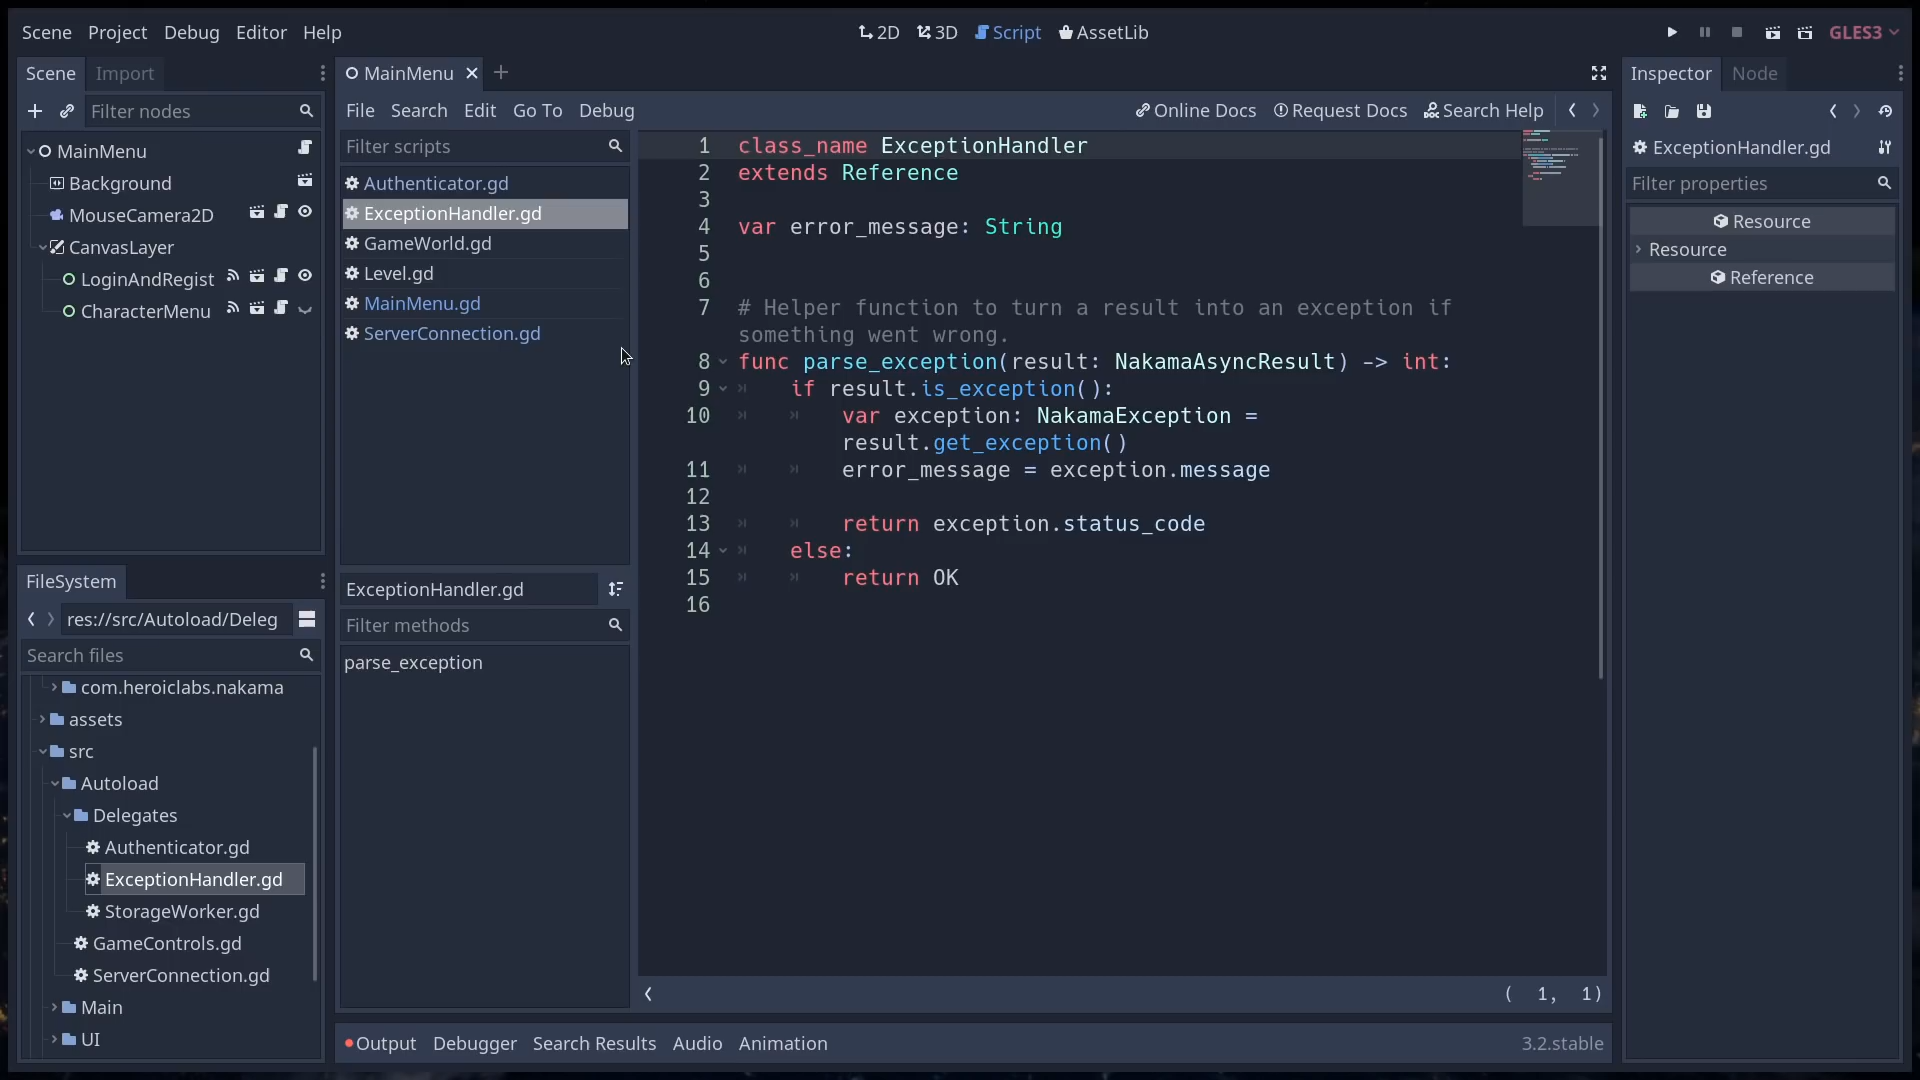 Scene Project Debug Editor Help
2D 3D Script AssetLib
GLES3
Scene Import
Filter nodes
MainMenu
Background
MouseCamera2D
CanvasLayer
LoginAndRegist
CharacterMenu
FileSystem
res://src/Autoload/Deleg
Search files
com.heroiclabs.nakama
assets
src
Autoload
Delegates
Authenticator.gd
ExceptionHandler.gd
StorageWorker.gd
GameControls.gd
ServerConnection.gd
Main
UI
MainMenu
File Search Edit Go To Debug
Online Docs Request Docs Search Help
Filter scripts
Authenticator.gd
ExceptionHandler.gd
GameWorld.gd
Level.gd
MainMenu.gd
ServerConnection.gd
ExceptionHandler.gd
Filter methods
parse_exception
1 class_name ExceptionHandler
2 extends Reference
3
4 var error_message: String
5
6
7 # Helper function to turn a result into an exception if
something went wrong.
8 func parse_exception(result: NakamaAsyncResult) -> int:
9 if result.is_exception():
10 var exception: NakamaException =
result.get_exception()
11 error_message = exception.message
12
13 return exception.status_code
14 else:
15 return OK
16
( 1, 1)
Output Debugger Search Results Audio Animation
3.2.stable
Inspector Node
ExceptionHandler.gd
Filter properties
Resource
Resource
Reference